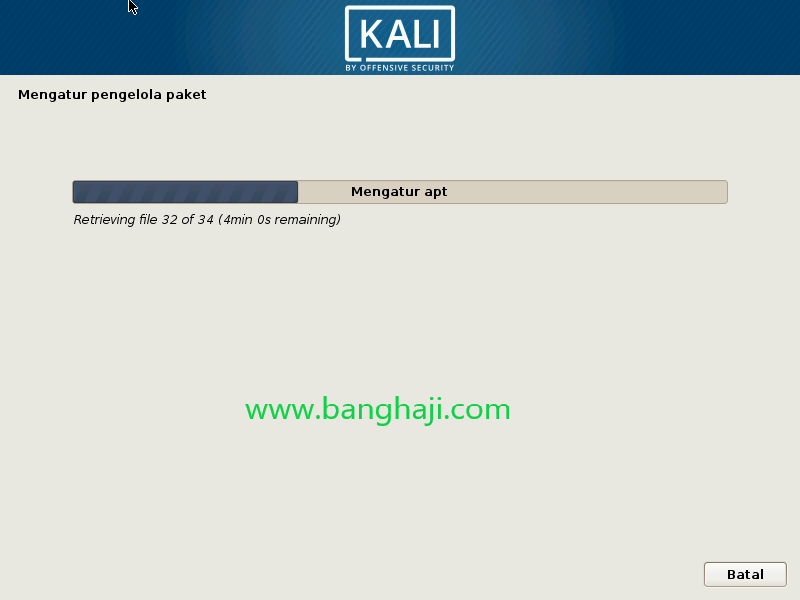 KALI
BY OFFENSIVE SECURITY
Mengatur pengelola paket
Mengatur apt
Retrieving file 32 of 34 (4min 0s remaining)
www.banghaji.com
Batal